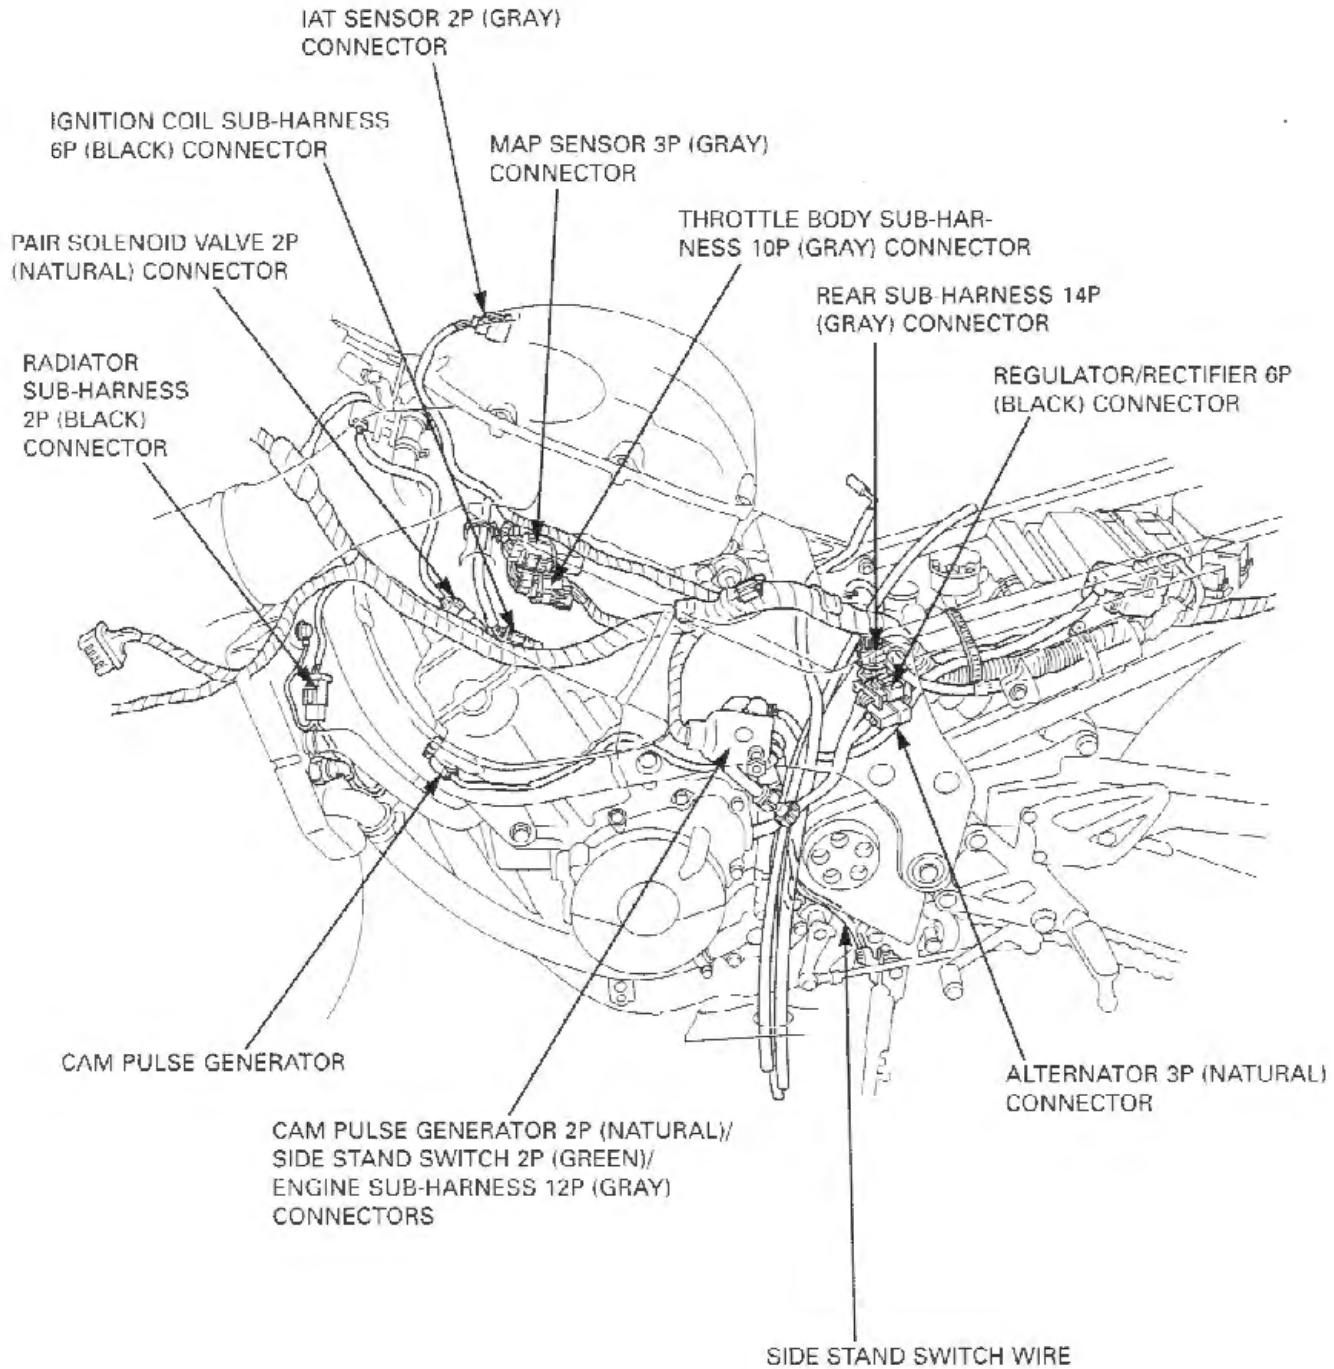 IAT SENSOR 2P (GRAY)
CONNECTOR
IGNITION COIL SUB-HARNESS
6P (BLACK) CONNECTOR
MAP SENSOR 3P (GRAY)
CONNECTOR
THROTTLE BODY SUB-HAR-
NESS 10P (GRAY) CONNECTOR
PAIR SOLENOID VALVE 2P
(NATURAL) CONNECTOR
REAR SUB-HARNESS 14P
(GRAY) CONNECTOR
RADIATOR
SUB-HARNESS
2P (BLACK)
CONNECTOR
REGULATOR/RECTIFIER 6P
(BLACK) CONNECTOR
CAM PULSE GENERATOR
ALTERNATOR 3P (NATURAL)
CONNECTOR
CAM PULSE GENERATOR 2P (NATURAL)/
SIDE STAND SWITCH 2P (GREEN)/
ENGINE SUB-HARNESS 12P (GRAY)
CONNECTORS
SIDE STAND SWITCH WIRE